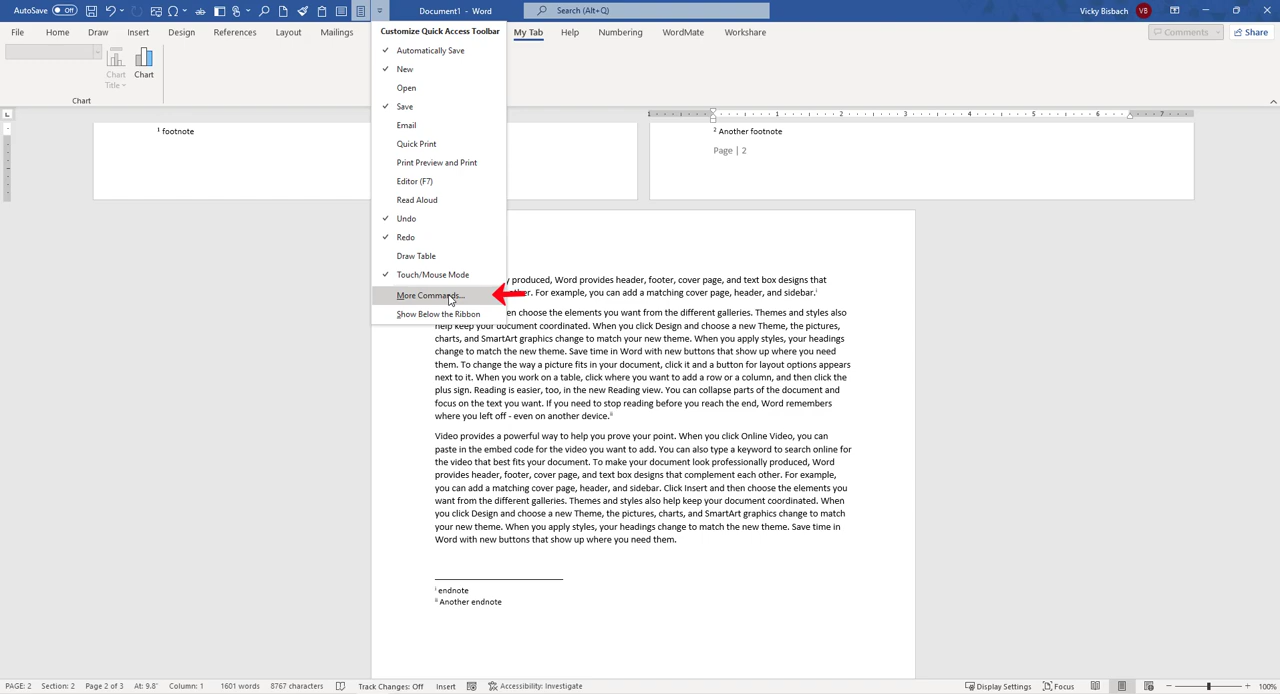 AutoSave Off Document1 - Word Search (Alt+Q) Vicky Bisbach VB
File Home Draw Insert Design References Layout Mailings My Tab Help Numbering WordMate Workshare Comments Share
Chart Title
Chart
Chart
Customize Quick Access Toolbar
Automatically Save
New
Open
Save
Email
Quick Print
Print Preview and Print
Editor (F7)
Read Aloud
Undo
Redo
Draw Table
Touch/Mouse Mode
More Commands...
Show Below the Ribbon
1 1 2 3 4 5 6 7
1 footnote
2 Another footnote
Page | 2
y produced, Word provides header, footer, cover page, and text box designs that
other. For example, you can add a matching cover page, header, and sidebar.i
en choose the elements you want from the different galleries. Themes and styles also
help keep your document coordinated. When you click Design and choose a new Theme, the pictures,
charts, and SmartArt graphics change to match your new theme. When you apply styles, your headings
change to match the new theme. Save time in Word with new buttons that show up where you need
them. To change the way a picture fits in your document, click it and a button for layout options appears
next to it. When you work on a table, click where you want to add a row or a column, and then click the
plus sign. Reading is easier, too, in the new Reading view. You can collapse parts of the document and
focus on the text you want. If you need to stop reading before you reach the end, Word remembers
where you left off - even on another device.ii
Video provides a powerful way to help you prove your point. When you click Online Video, you can
paste in the embed code for the video you want to add. You can also type a keyword to search online for
the video that best fits your document. To make your document look professionally produced, Word
provides header, footer, cover page, and text box designs that complement each other. For example,
you can add a matching cover page, header, and sidebar. Click Insert and then choose the elements you
want from the different galleries. Themes and styles also help keep your document coordinated. When
you click Design and choose a new Theme, the pictures, charts, and SmartArt graphics change to match
your new theme. When you apply styles, your headings change to match the new theme. Save time in
Word with new buttons that show up where you need them.
i endnote
ii Another endnote
PAGE: 2 Section: 2 Page 2 of 3 At: 9.8" Column: 1 1601 words 8767 characters Track Changes: Off Insert Accessibility: Investigate Display Settings Focus 100%